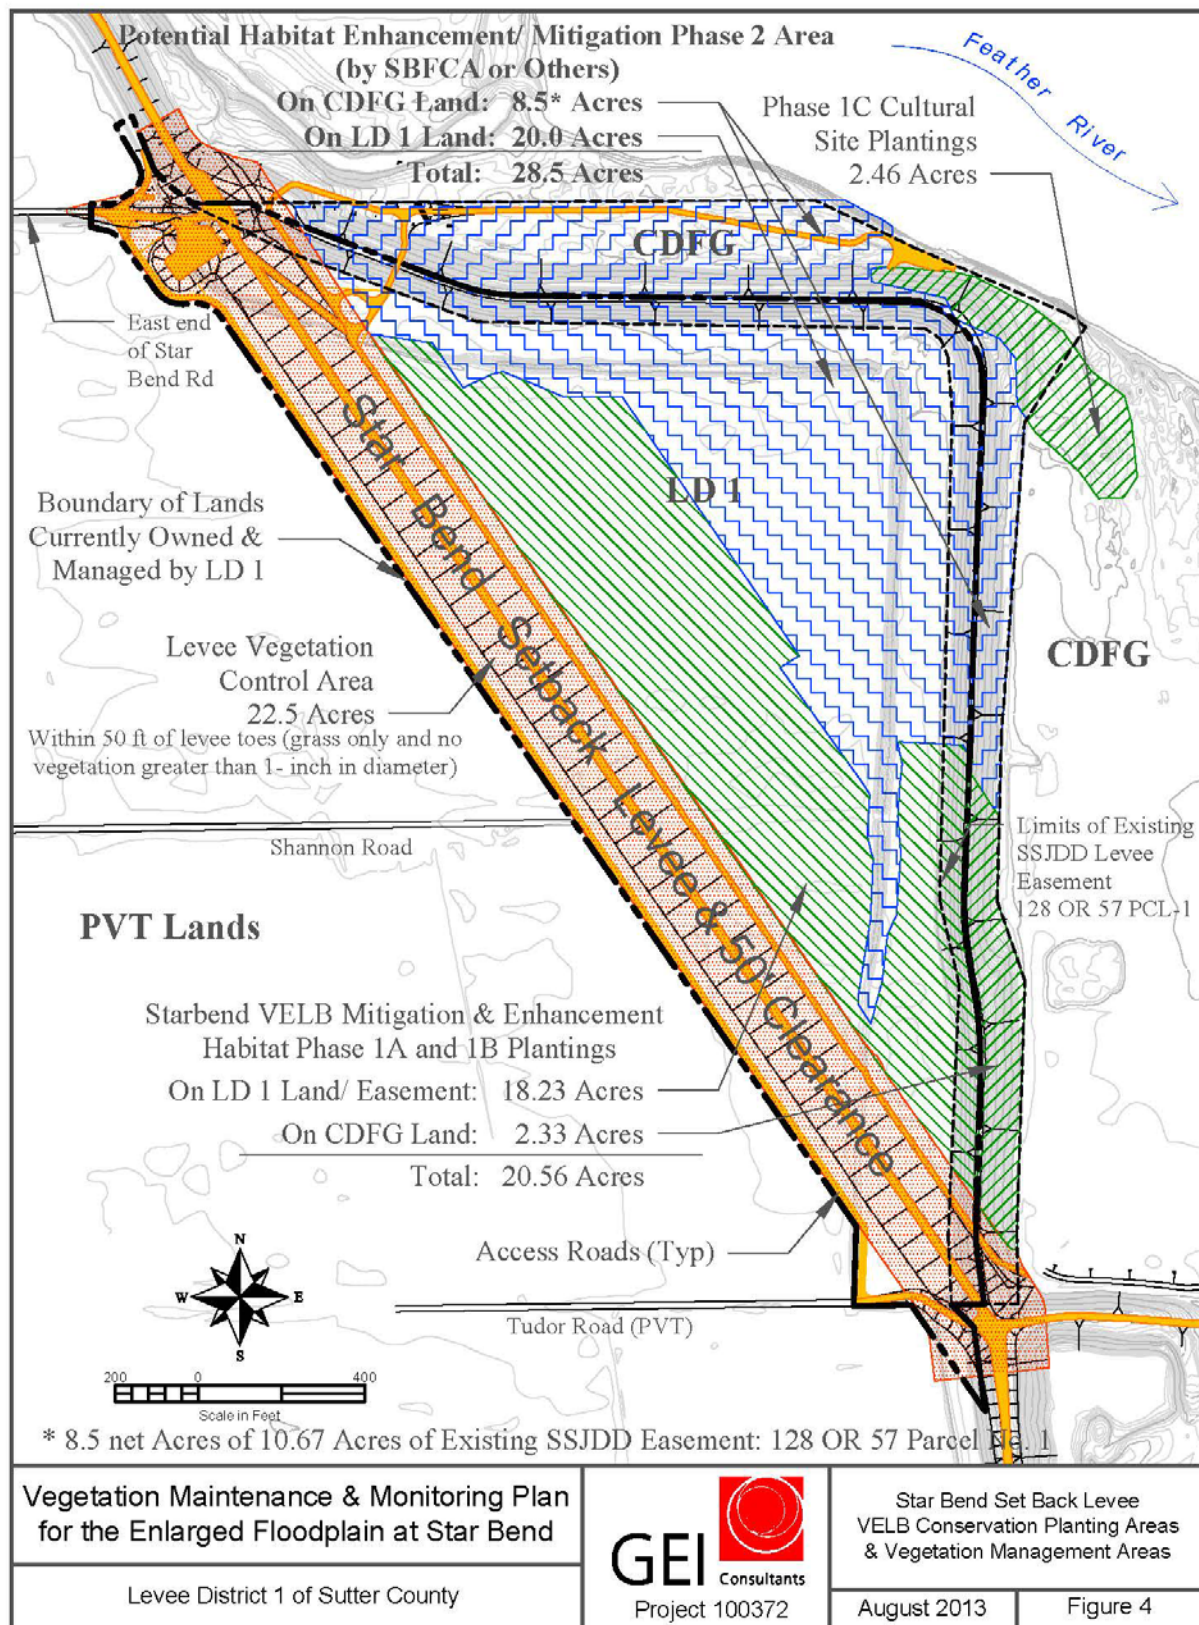 Potential Habitat Enhancement/ Mitigation Phase 2 Area
(by SBFCA or Others)
On CDFG Land: 8.5* Acres
On LD 1 Land: 20.0 Acres
Total: 28.5 Acres
Feather River
Phase 1C Cultural
Site Plantings
2.46 Acres
CDFG
East end
of Star
Bend Rd
LD 1
Star Bend Setback Levee & 50' Clearance
Boundary of Lands
Currently Owned &
Managed by LD 1
CDFG
Levee Vegetation
Control Area
22.5 Acres
Within 50 ft of levee toes (grass only and no
vegetation greater than 1- inch in diameter)
Shannon Road
Limits of Existing
SSJDD Levee
Easement
128 OR 57 PCL-1
PVT Lands
Starbend VELB Mitigation & Enhancement
Habitat Phase 1A and 1B Plantings
On LD 1 Land/ Easement: 18.23 Acres
On CDFG Land: 2.33 Acres
Total: 20.56 Acres
Access Roads (Typ)
N
W E
S
Tudor Road (PVT)
200 0 400
Scale in Feet
* 8.5 net Acres of 10.67 Acres of Existing SSJDD Easement: 128 OR 57 Parcel No. 1
Vegetation Maintenance & Monitoring Plan
for the Enlarged Floodplain at Star Bend
Levee District 1 of Sutter County
GEI Consultants
Project 100372
Star Bend Set Back Levee
VELB Conservation Planting Areas
& Vegetation Management Areas
August 2013
Figure 4